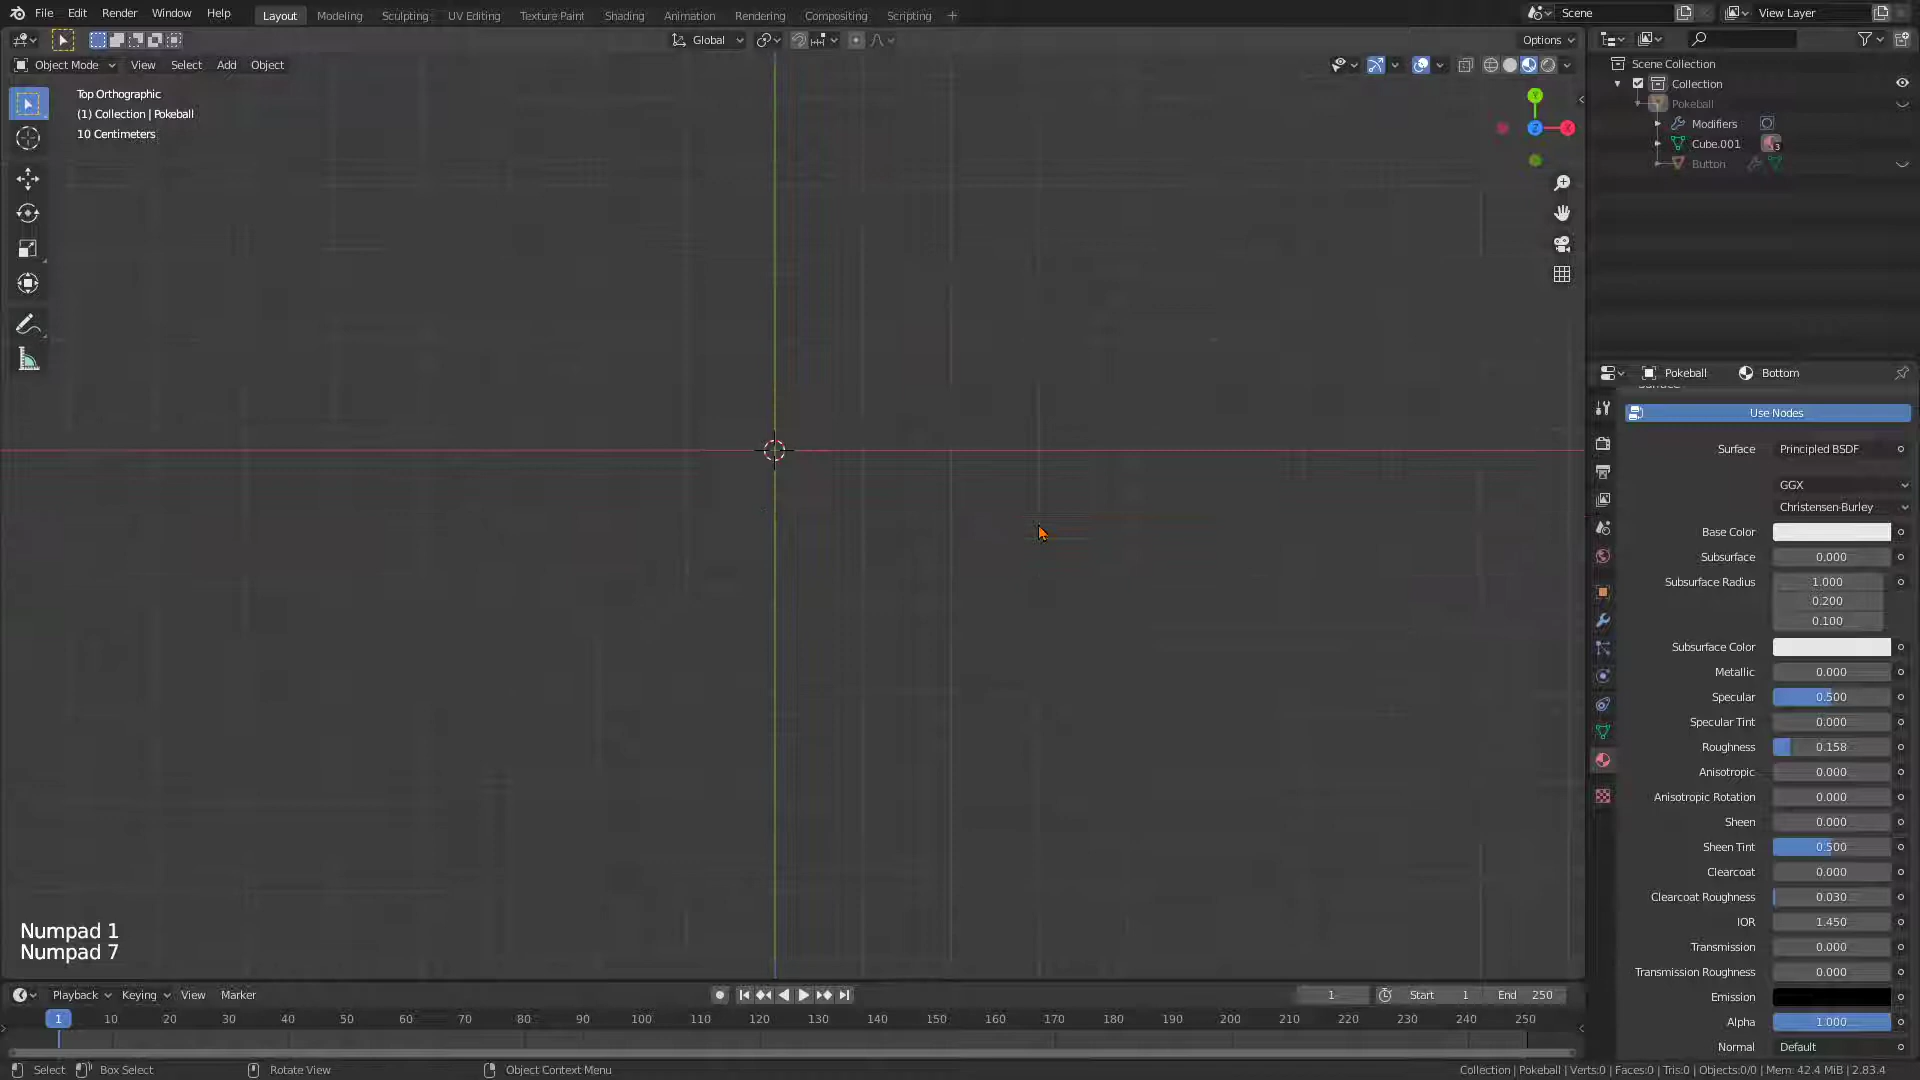 File Edit Render Window Help Layout Modeling Sculpting UV Editing Texture Paint Shading Animation Rendering Compositing Scripting + Scene View Layer
Global Options
Object Mode View Select Add Object
Top Orthographic
(1) Collection | Pokeball
10 Centimeters
Y
Z
X
Scene Collection
Collection
Pokeball
Modifiers
Cube.001 3
Button
Pokeball Bottom
Use Nodes
Surface Principled BSDF
GGX
Christensen-Burley
Base Color
Subsurface 0.000
Subsurface Radius 1.000
0.200
0.100
Subsurface Color
Metallic 0.000
Specular 0.500
Specular Tint 0.000
Roughness 0.158
Anisotropic 0.000
Anisotropic Rotation 0.000
Sheen 0.000
Sheen Tint 0.500
Clearcoat 0.000
Clearcoat Roughness 0.030
IOR 1.450
Transmission 0.000
Transmission Roughness 0.000
Emission
Alpha 1.000
Normal Default
Numpad 1
Numpad 7
Playback Keying View Marker 1 Start 1 End 250
1 10 20 30 40 50 60 70 80 90 100 110 120 130 140 150 160 170 180 190 200 210 220 230 240 250
Select Box Select Rotate View Object Context Menu Collection | Pokeball | Verts:0 | Faces:0 | Tris:0 | Objects:0/0 | Mem: 42.4 MiB | 2.83.4